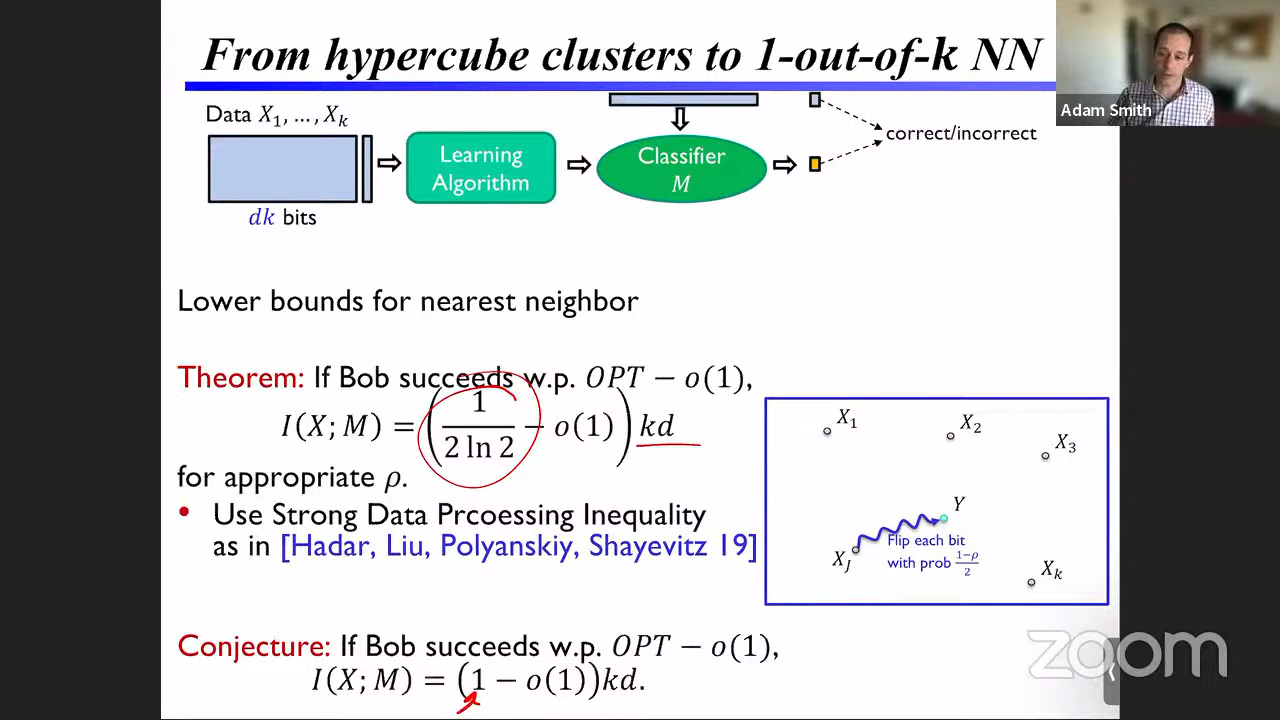 From hypercube clusters to 1-out-of-k NN
Adam Smith
Data X₁, …, Xₖ
dk bits
Learning
Algorithm
Classifier
M
correct/incorrect
Lower bounds for nearest neighbor
Theorem: If Bob succeeds w.p. OPT − o(1),
I(X; M) = (1/(2 ln 2) − o(1)) kd
for appropriate ρ.
• Use Strong Data Prcoessing Inequality
as in [Hadar, Liu, Polyanskiy, Shayevitz 19]
X₁
X₂
X₃
Y
Flip each bit
with prob (1−ρ)/2
X_J
Xₖ
Conjecture: If Bob succeeds w.p. OPT − o(1),
I(X; M) = (1 − o(1))kd.
zoom